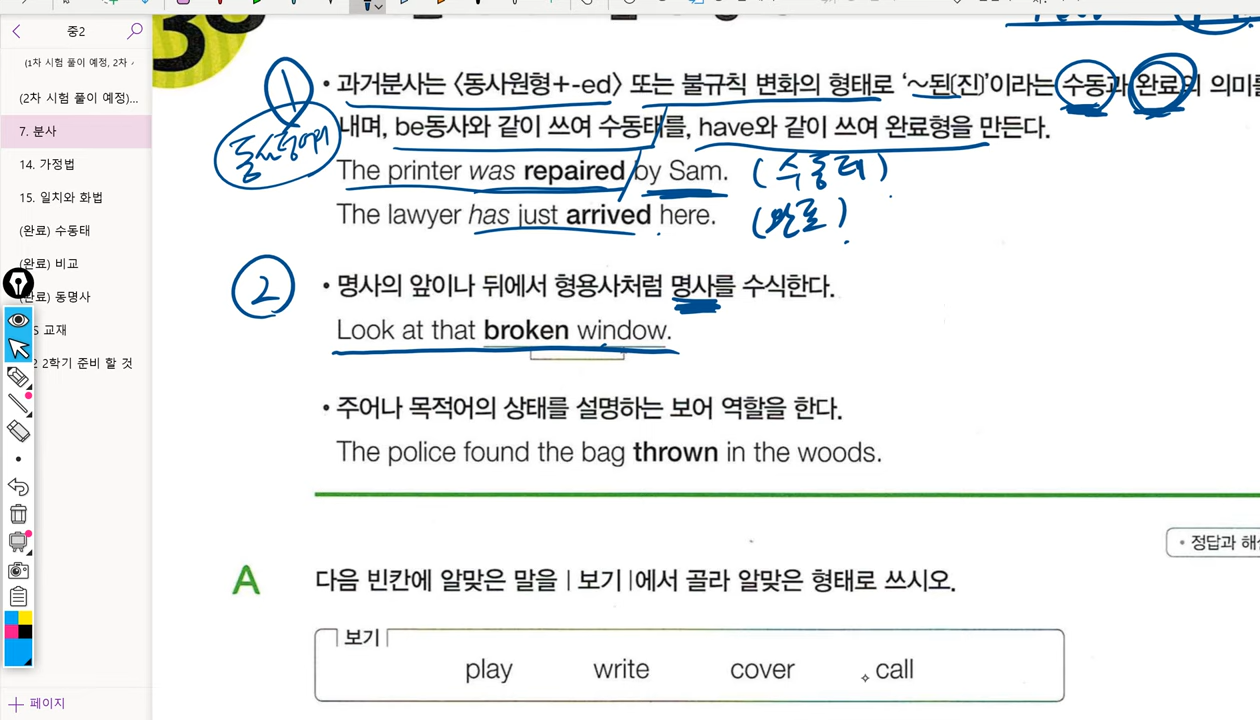 중2
(1차 시험 풀이 예정, 2차
(2차 시험 풀이 예정)...
7. 분사
14. 가정법
15. 일치와 화법
(완료) 수동태
(완료) 비교
(완료) 동명사
교재
2학기 준비 할 것
페이지
38
①
• 과거분사는 〈동사원형+-ed〉 또는 불규칙 변화의 형태로 ‘~된(진)’이라는 수동과 완료의 의미를
내며, be동사와 같이 쓰여 수동태를, have와 같이 쓰여 완료형을 만든다.
The printer was repaired / by Sam. (수동태)
The lawyer has just arrived here. (완료)
②
• 명사의 앞이나 뒤에서 형용사처럼 명사를 수식한다.
Look at that broken window.
• 주어나 목적어의 상태를 설명하는 보어 역할을 한다.
The police found the bag thrown in the woods.
• 정답과 해설
A 다음 빈칸에 알맞은 말을 | 보기 |에서 골라 알맞은 형태로 쓰시오.
보기
play write cover call